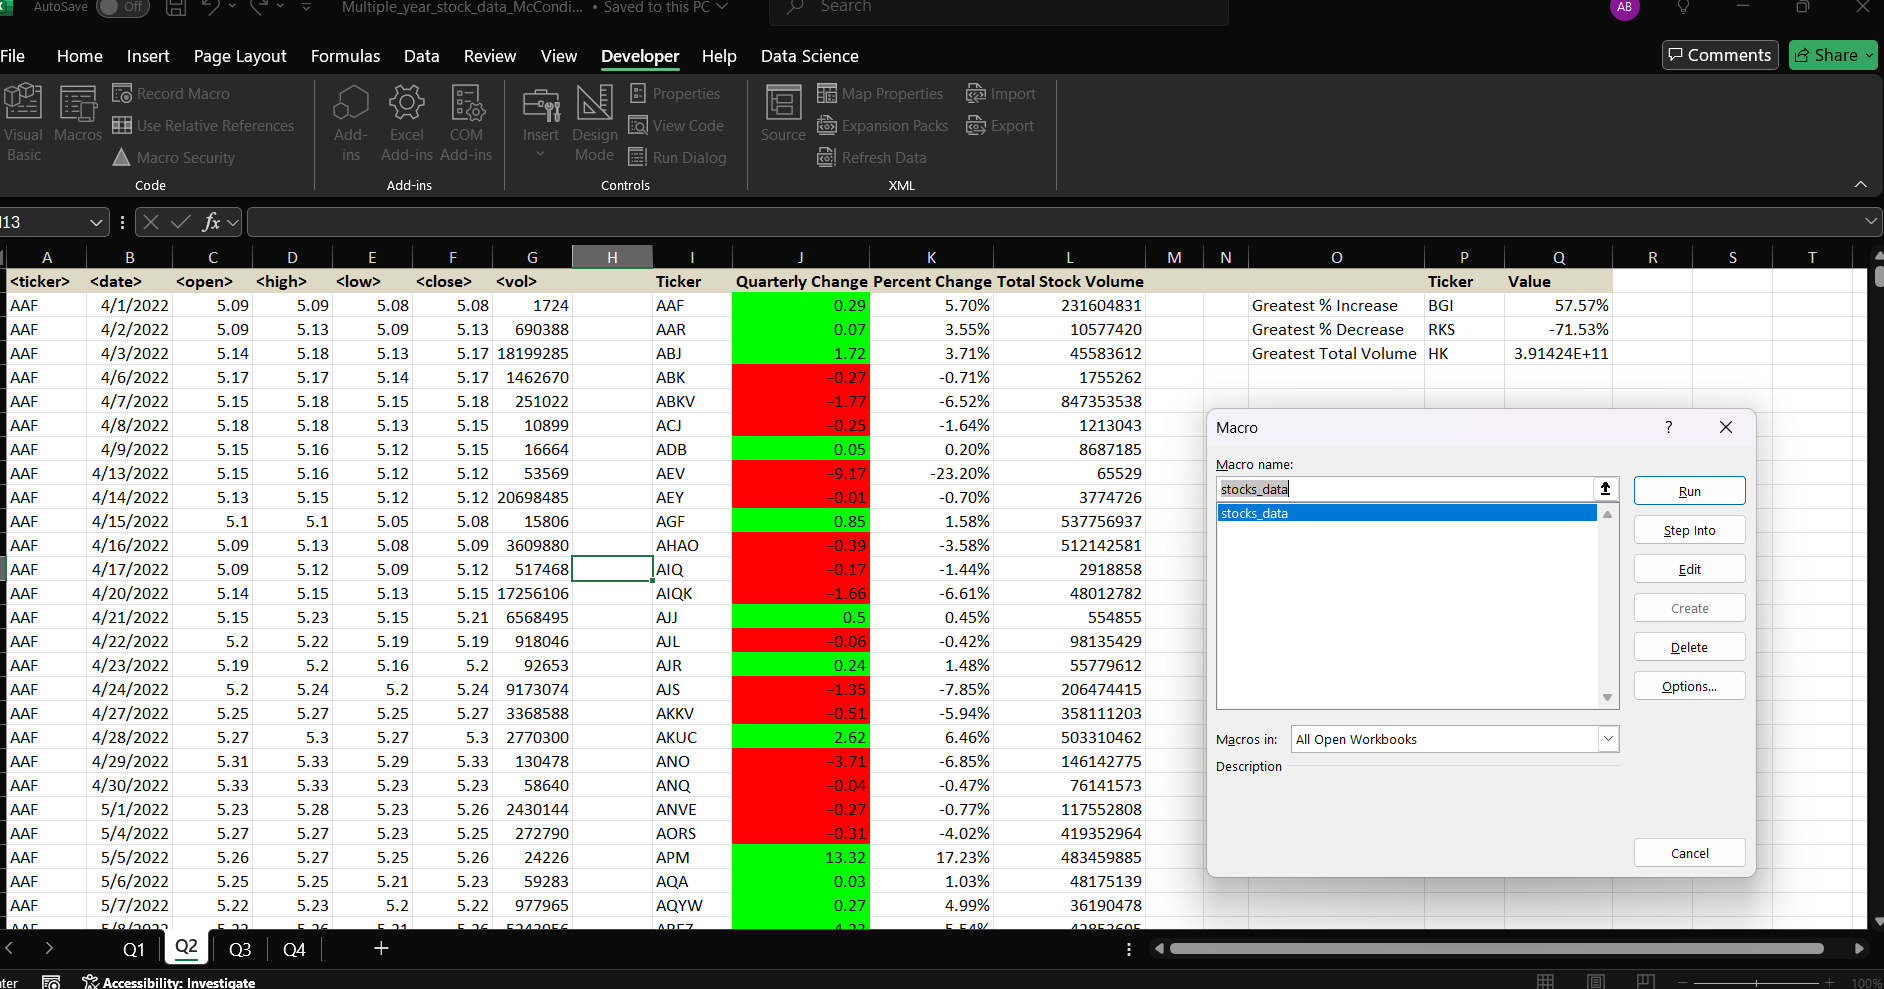 AutoSave Off Multiple_year_stock_data_McCondi... • Saved to this PC Search AB
File Home Insert Page Layout Formulas Data Review View Developer Help Data Science Comments Share
Visual Basic Macros Record Macro Use Relative References Macro Security
Add-ins Excel Add-ins COM Add-ins
Insert Design Mode Properties View Code Run Dialog
Source Map Properties Expansion Packs Refresh Data Import Export
Code Add-ins Controls XML
13 fx
A B C D E F G H I J K L M N O P Q R S T
<ticker> <date> <open> <high> <low> <close> <vol> Ticker Quarterly Change Percent Change Total Stock Volume Ticker Value
AAF 4/1/2022 5.09 5.09 5.08 5.08 1724 AAF 0.29 5.70% 231604831 Greatest % Increase BGI 57.57%
AAF 4/2/2022 5.09 5.13 5.09 5.13 690388 AAR 0.07 3.55% 10577420 Greatest % Decrease RKS -71.53%
AAF 4/3/2022 5.14 5.18 5.13 5.17 18199285 ABJ 1.72 3.71% 45583612 Greatest Total Volume HK 3.91424E+11
AAF 4/6/2022 5.17 5.17 5.14 5.17 1462670 ABK -0.27 -0.71% 1755262
AAF 4/7/2022 5.15 5.18 5.15 5.18 251022 ABKV -1.77 -6.52% 847353538
AAF 4/8/2022 5.18 5.18 5.13 5.15 10899 ACJ -0.25 -1.64% 1213043
AAF 4/9/2022 5.15 5.16 5.12 5.15 16664 ADB 0.05 0.20% 8687185
AAF 4/13/2022 5.15 5.16 5.12 5.12 53569 AEV -9.17 -23.20% 65529
AAF 4/14/2022 5.13 5.15 5.12 5.12 20698485 AEY -0.01 -0.70% 3774726
AAF 4/15/2022 5.1 5.1 5.05 5.08 15806 AGF 0.85 1.58% 537756937
AAF 4/16/2022 5.09 5.13 5.08 5.09 3609880 AHAO -0.39 -3.58% 512142581
AAF 4/17/2022 5.09 5.12 5.09 5.12 517468 AIQ -0.17 -1.44% 2918858
AAF 4/20/2022 5.14 5.15 5.13 5.15 17256106 AIQK -1.66 -6.61% 48012782
AAF 4/21/2022 5.15 5.23 5.15 5.21 6568495 AJJ 0.5 0.45% 554855
AAF 4/22/2022 5.2 5.22 5.19 5.19 918046 AJL -0.06 -0.42% 98135429
AAF 4/23/2022 5.19 5.2 5.16 5.2 92653 AJR 0.24 1.48% 55779612
AAF 4/24/2022 5.2 5.24 5.2 5.24 9173074 AJS -1.35 -7.85% 206474415
AAF 4/27/2022 5.25 5.27 5.25 5.27 3368588 AKKV -0.51 -5.94% 358111203
AAF 4/28/2022 5.27 5.3 5.27 5.3 2770300 AKUC 2.62 6.46% 503310462
AAF 4/29/2022 5.31 5.33 5.29 5.33 130478 ANO -3.71 -6.85% 146142775
AAF 4/30/2022 5.33 5.33 5.23 5.23 58640 ANQ -0.04 -0.47% 76141573
AAF 5/1/2022 5.23 5.28 5.23 5.26 2430144 ANVE -0.27 -0.77% 117552808
AAF 5/4/2022 5.27 5.27 5.23 5.25 272790 AORS -0.31 -4.02% 419352964
AAF 5/5/2022 5.26 5.27 5.25 5.26 24226 APM 13.32 17.23% 483459885
AAF 5/6/2022 5.25 5.25 5.21 5.23 59283 AQA 0.03 1.03% 48175139
AAF 5/7/2022 5.22 5.23 5.2 5.22 977965 AQYW 0.27 4.99% 36190478
Macro ?
Macro name:
stocks_data
stocks_data
Run
Step Into
Edit
Create
Delete
Options...
Macros in: All Open Workbooks
Description
Cancel
Q1 Q2 Q3 Q4
Accessibility: Investigate 100%